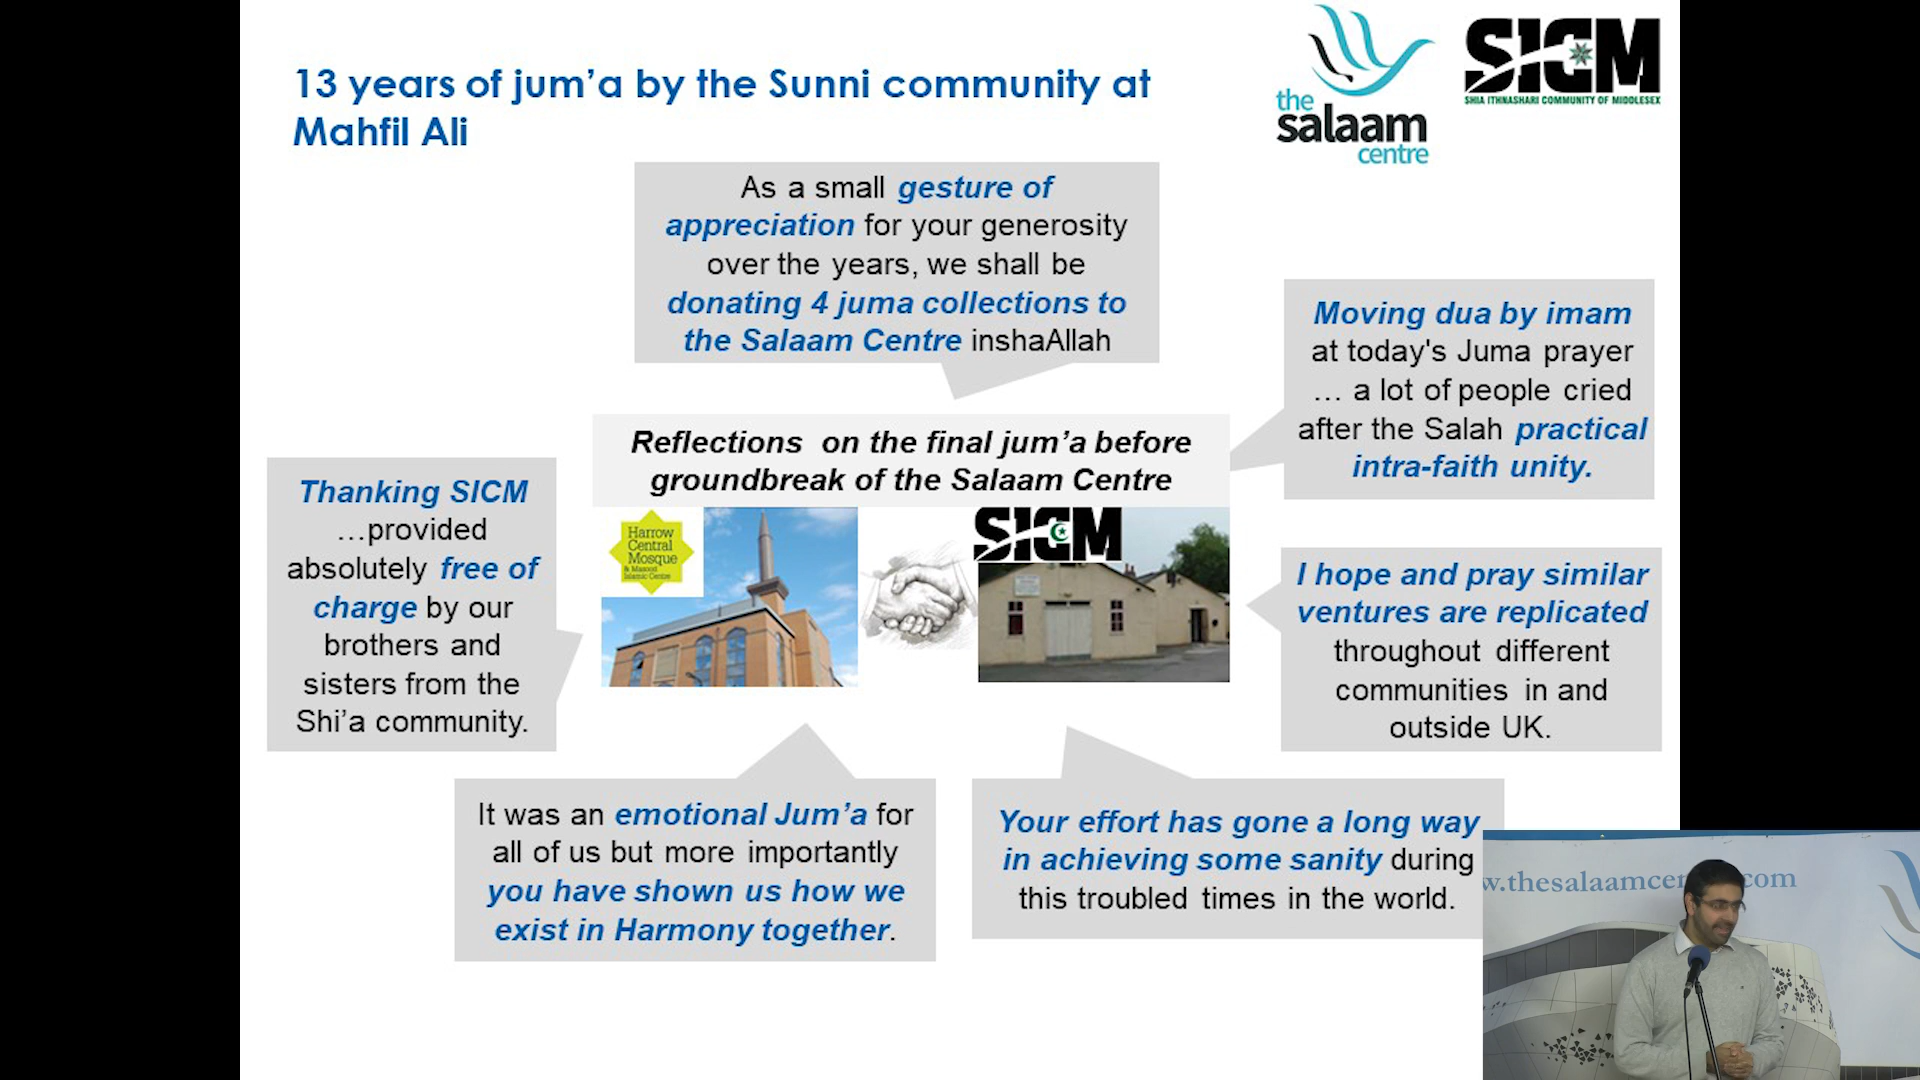 13 years of jum’a by the Sunni community at
Mahfil Ali
the
salaam
centre
SICM
SHIA ITHNASHARI COMMUNITY OF MIDDLESEX
As a small gesture of
appreciation for your generosity
over the years, we shall be
donating 4 juma collections to
the Salaam Centre inshaAllah
Moving dua by imam
at today's Juma prayer
… a lot of people cried
after the Salah practical
intra-faith unity.
Reflections on the final jum’a before
groundbreak of the Salaam Centre
Thanking SICM
…provided
absolutely free of
charge by our
brothers and
sisters from the
Shi’a community.
Harrow
Central
Mosque
& Masood
Islamic Centre
SICM
I hope and pray similar
ventures are replicated
throughout different
communities in and
outside UK.
It was an emotional Jum’a for
all of us but more importantly
you have shown us how we
exist in Harmony together.
Your effort has gone a long way
in achieving some sanity during
this troubled times in the world.
w.thesalaamce com